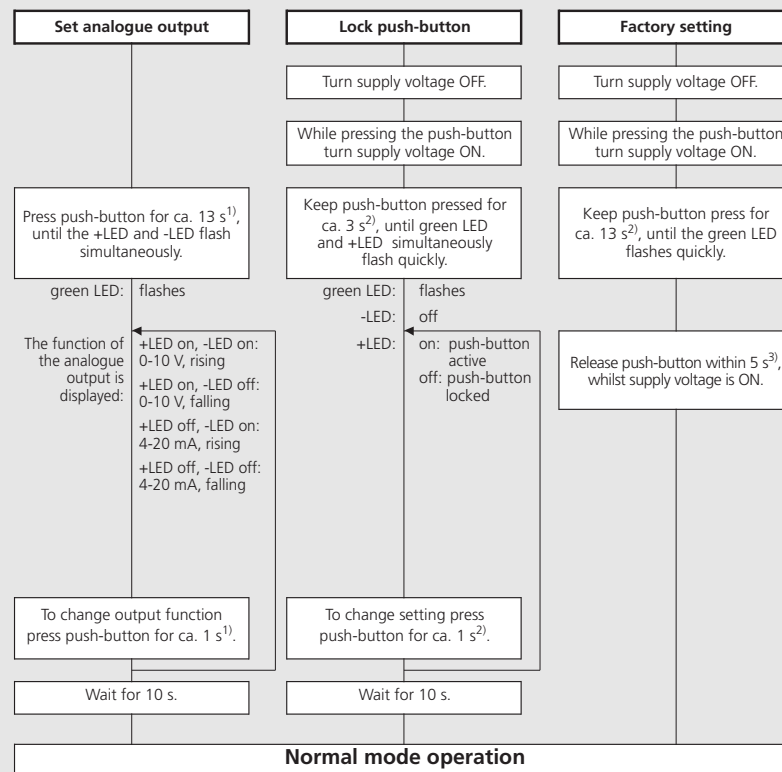 Set analogue output
Press push-button for ca. 13 s1),
until the +LED and -LED flash
simultaneously.
green LED: flashes
The function of
the analogue
output is
displayed:
+LED on, -LED on:
0-10 V, rising
+LED on, -LED off:
0-10 V, falling
+LED off, -LED on:
4-20 mA, rising
+LED off, -LED off:
4-20 mA, falling
To change output function
press push-button for ca. 1 s1).
Wait for 10 s.
Lock push-button
Turn supply voltage OFF.
While pressing the push-button
turn supply voltage ON.
Keep push-button pressed for
ca. 3 s2), until green LED
and +LED simultaneously
flash quickly.
green LED: flashes
-LED: off
+LED: on: push-button
active
off: push-button
locked
To change setting press
push-button for ca. 1 s2).
Wait for 10 s.
Factory setting
Turn supply voltage OFF.
While pressing the push-button
turn supply voltage ON.
Keep push-button press for
ca. 13 s2), until the green LED
flashes quickly.
Release push-button within 5 s3),
whilst supply voltage is ON.
Normal mode operation